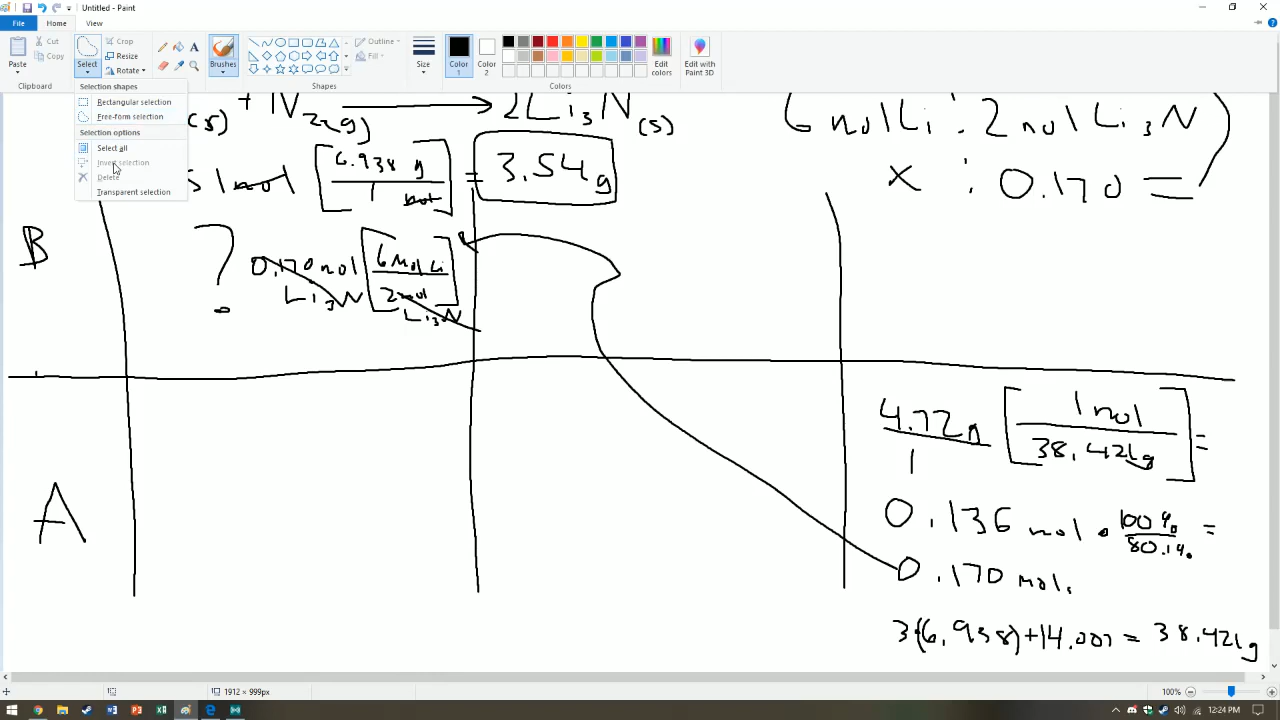 Untitled - Paint
File Home View
Paste
Cut
Copy
Clipboard
Select
Crop
Resize
Rotate
Brushes
Outline
Fill
Shapes
Size
Color 1
Color 2
Edit colors
Edit with Paint 3D
Colors
Selection shapes
Rectangular selection
Free-form selection
Selection options
Select all
Invert selection
Delete
Transparent selection
(s) + N2(g) → 2Li3N(s)
1 mol [6.938 g / 1 mol] = 3.54 g
6 mol Li : 2 mol Li3N
x : 0.170 =
B ? 0.170 mol Li3N [6 mol Li / 2 mol Li3N]
A
4.72 g / 1 [1 mol / 38.421 g] =
0.136 mol • 100% / 80.1% =
0.170 mol.
3(6.938)+14.007 = 38.421g
1912 × 999px
100%
12:24 PM